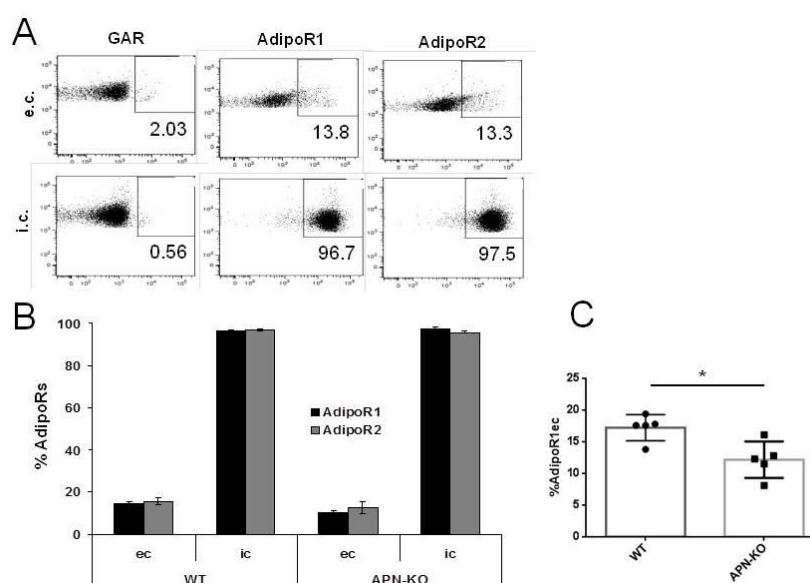 A
GAR AdipoR1 AdipoR2
e.c.
2.03 13.8 13.3
i.c.
0.56 96.7 97.5
B
% AdipoRs
100
80
60
40
20
0
AdipoR1
AdipoR2
ec ic ec ic
WT APN-KO
C
*
%AdipoR1ec
25
20
15
10
5
0
WT APN-KO